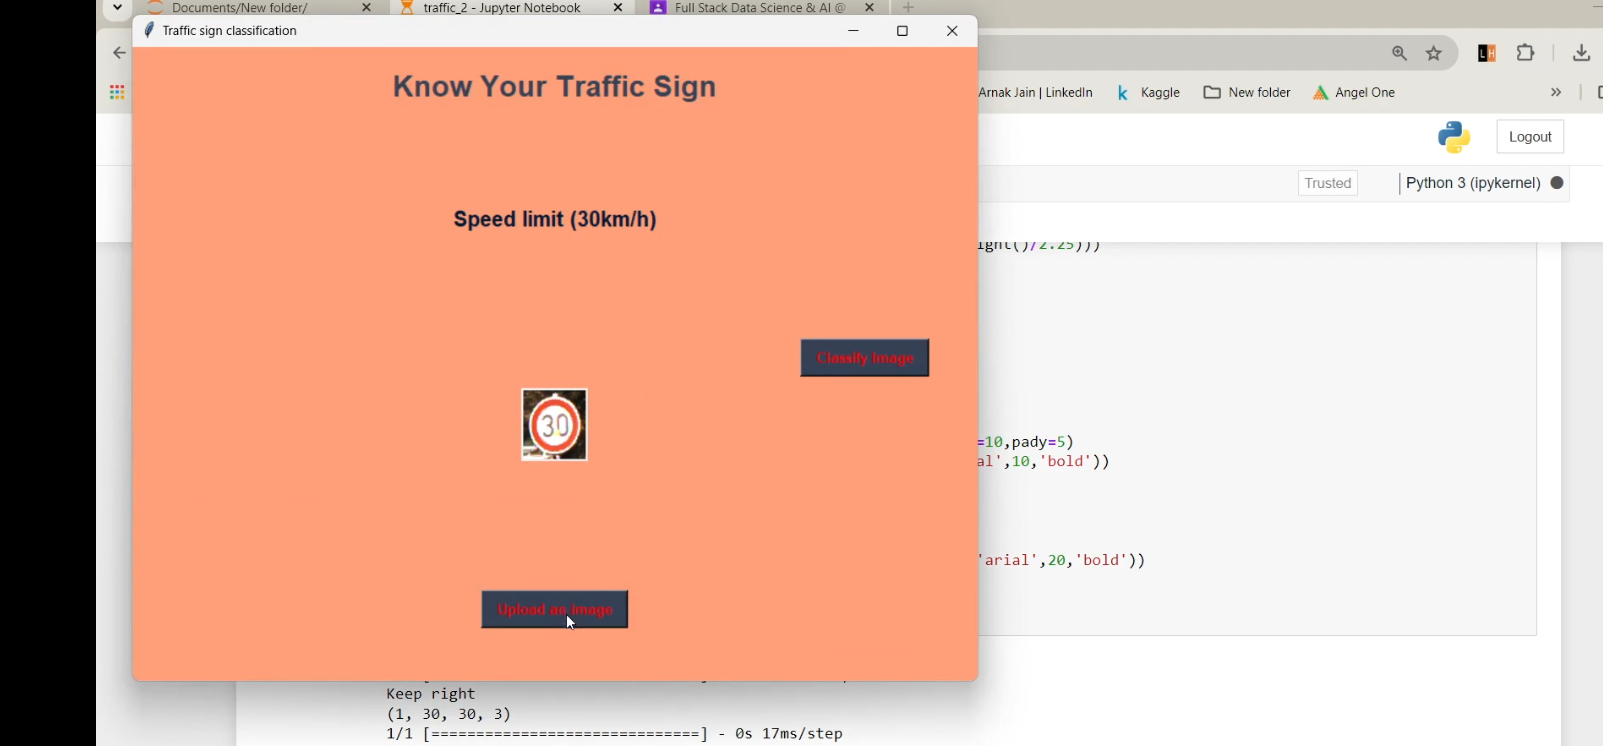 Documents/New folder/
traffic_2 - Jupyter Notebook
Full Stack Data Science & AI @
Traffic sign classification
Know Your Traffic Sign
LH
Arnak Jain | LinkedIn
k Kaggle
New folder
Angel One
»
Logout
Trusted
Python 3 (ipykernel)
Speed limit (30km/h)
ight()/2.25)))
Classify Image
30
=10,pady=5)
al',10,'bold'))
'arial',20,'bold'))
Upload an image
Keep right
(1, 30, 30, 3)
1/1 [==============================] - 0s 17ms/step